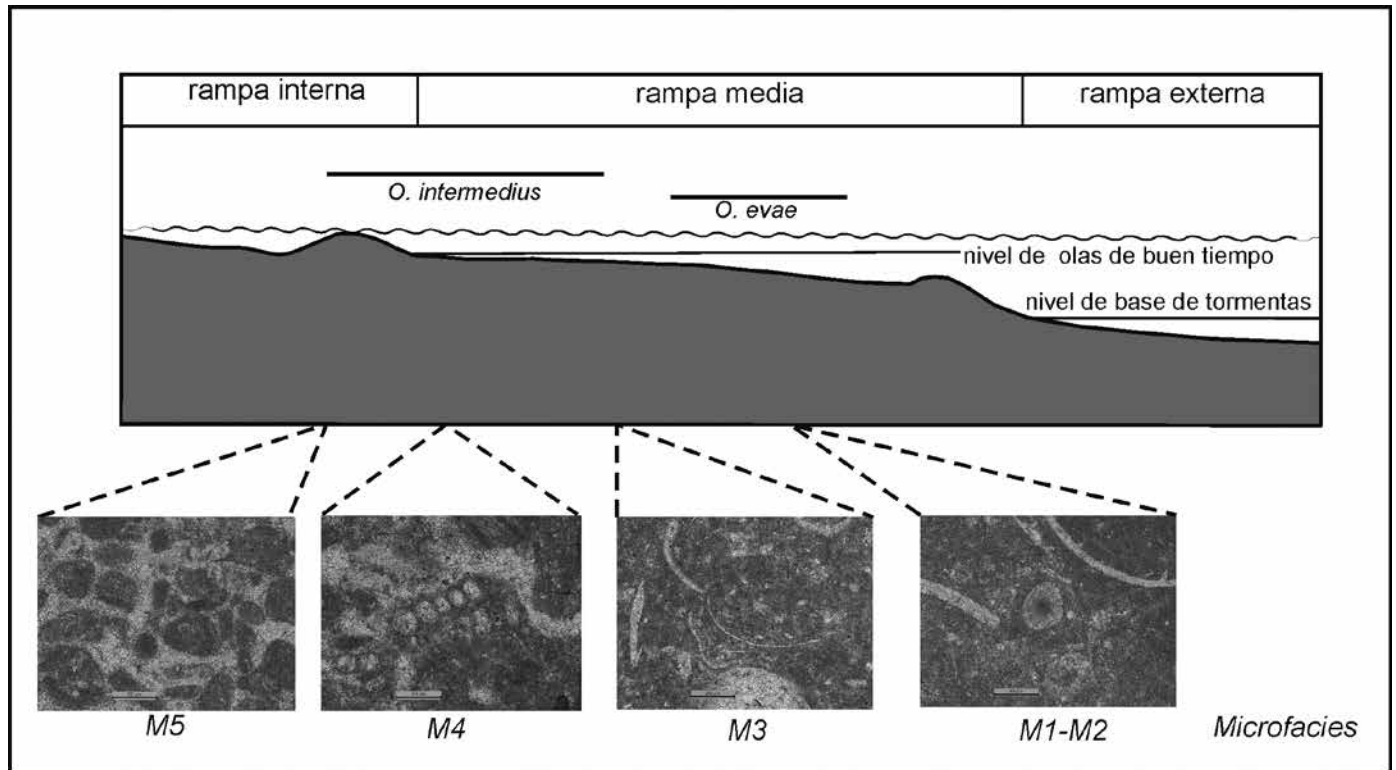 rampa interna
rampa media
rampa externa
O. intermedius
O. evae
nivel de olas de buen tiempo
nivel de base de tormentas
M5
M4
M3
M1-M2
Microfacies